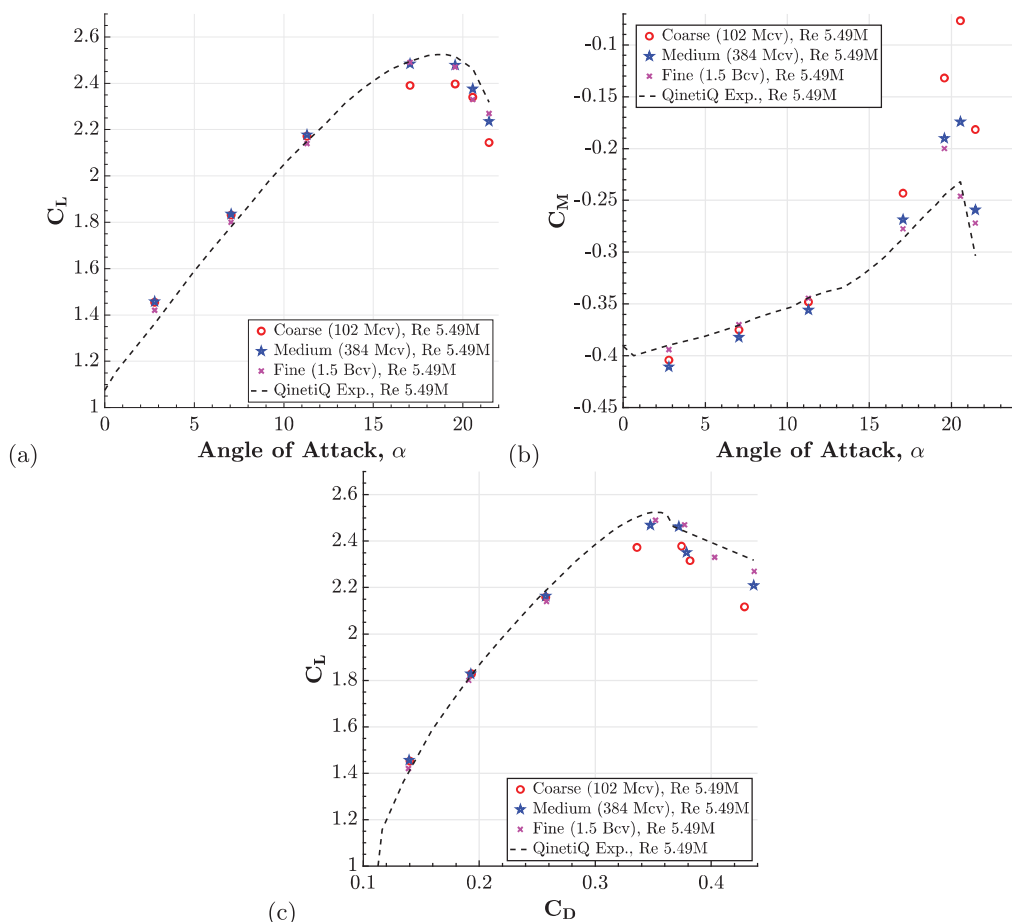 2.6
2.4
2.2
2
1.8
1.6
1.4
1.2
1
C_L
0
5
10
15
20
Angle of Attack, α
Coarse (102 Mcv), Re 5.49M
Medium (384 Mcv), Re 5.49M
Fine (1.5 Bcv), Re 5.49M
QinetiQ Exp., Re 5.49M
(a)
-0.1
-0.15
-0.2
-0.25
-0.3
-0.35
-0.4
-0.45
C_M
0
5
10
15
20
Angle of Attack, α
Coarse (102 Mcv), Re 5.49M
Medium (384 Mcv), Re 5.49M
Fine (1.5 Bcv), Re 5.49M
QinetiQ Exp., Re 5.49M
(b)
2.6
2.4
2.2
2
1.8
1.6
1.4
1.2
1
C_L
0.1
0.2
0.3
0.4
C_D
Coarse (102 Mcv), Re 5.49M
Medium (384 Mcv), Re 5.49M
Fine (1.5 Bcv), Re 5.49M
QinetiQ Exp., Re 5.49M
(c)